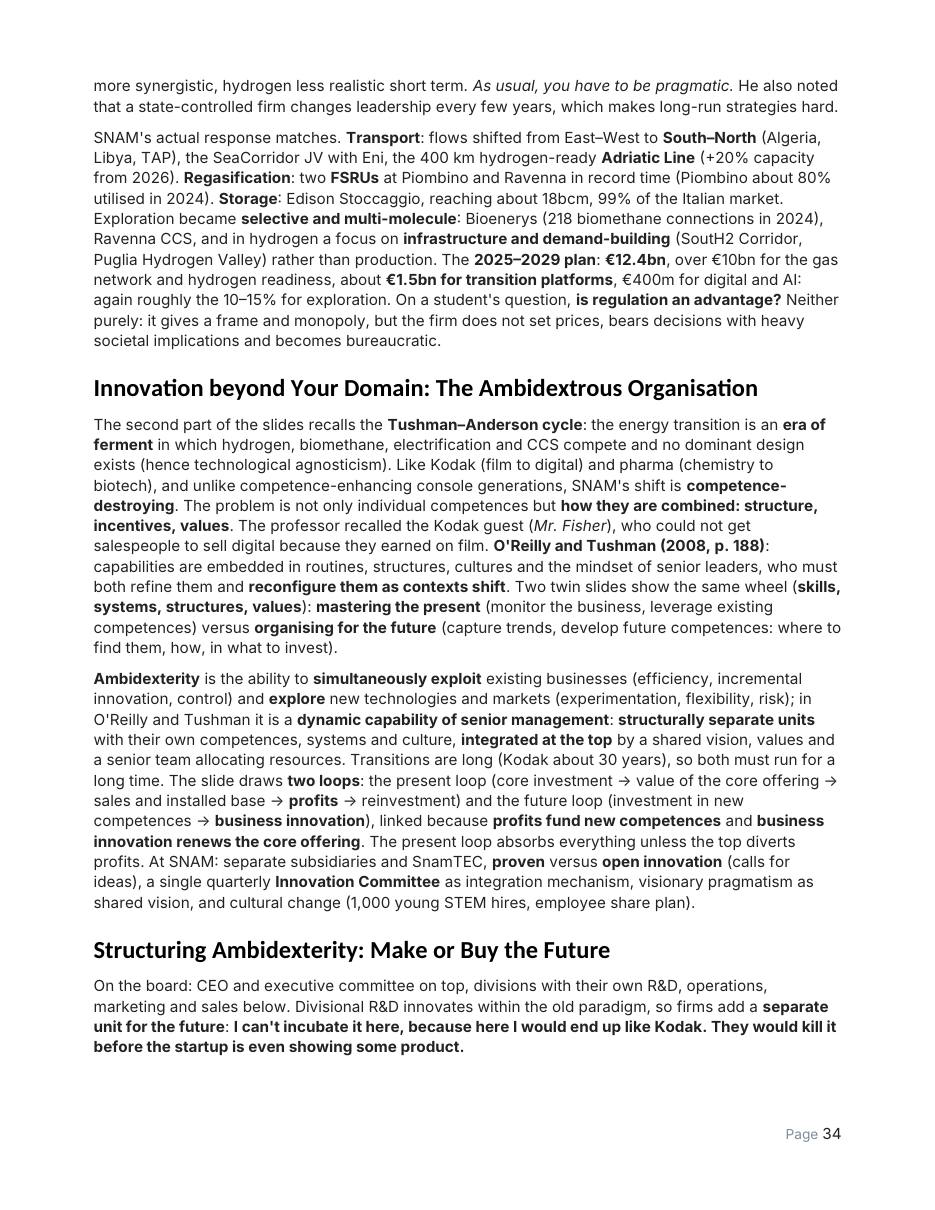 more synergistic, hydrogen less realistic short term. As usual, you have to be pragmatic. He also noted
that a state-controlled firm changes leadership every few years, which makes long-run strategies hard.
SNAM's actual response matches. Transport: flows shifted from East–West to South–North (Algeria,
Libya, TAP), the SeaCorridor JV with Eni, the 400 km hydrogen-ready Adriatic Line (+20% capacity
from 2026). Regasification: two FSRUs at Piombino and Ravenna in record time (Piombino about 80%
utilised in 2024). Storage: Edison Stoccaggio, reaching about 18bcm, 99% of the Italian market.
Exploration became selective and multi-molecule: Bioenerys (218 biomethane connections in 2024),
Ravenna CCS, and in hydrogen a focus on infrastructure and demand-building (SoutH2 Corridor,
Puglia Hydrogen Valley) rather than production. The 2025–2029 plan: €12.4bn, over €10bn for the gas
network and hydrogen readiness, about €1.5bn for transition platforms, €400m for digital and AI:
again roughly the 10–15% for exploration. On a student's question, is regulation an advantage? Neither
purely: it gives a frame and monopoly, but the firm does not set prices, bears decisions with heavy
societal implications and becomes bureaucratic.
Innovation beyond Your Domain: The Ambidextrous Organisation
The second part of the slides recalls the Tushman–Anderson cycle: the energy transition is an era of
ferment in which hydrogen, biomethane, electrification and CCS compete and no dominant design
exists (hence technological agnosticism). Like Kodak (film to digital) and pharma (chemistry to
biotech), and unlike competence-enhancing console generations, SNAM's shift is competence-
destroying. The problem is not only individual competences but how they are combined: structure,
incentives, values. The professor recalled the Kodak guest (Mr. Fisher), who could not get
salespeople to sell digital because they earned on film. O'Reilly and Tushman (2008, p. 188):
capabilities are embedded in routines, structures, cultures and the mindset of senior leaders, who must
both refine them and reconfigure them as contexts shift. Two twin slides show the same wheel (skills,
systems, structures, values): mastering the present (monitor the business, leverage existing
competences) versus organising for the future (capture trends, develop future competences: where to
find them, how, in what to invest).
Ambidexterity is the ability to simultaneously exploit existing businesses (efficiency, incremental
innovation, control) and explore new technologies and markets (experimentation, flexibility, risk); in
O'Reilly and Tushman it is a dynamic capability of senior management: structurally separate units
with their own competences, systems and culture, integrated at the top by a shared vision, values and
a senior team allocating resources. Transitions are long (Kodak about 30 years), so both must run for a
long time. The slide draws two loops: the present loop (core investment → value of the core offering →
sales and installed base → profits → reinvestment) and the future loop (investment in new
competences → business innovation), linked because profits fund new competences and business
innovation renews the core offering. The present loop absorbs everything unless the top diverts
profits. At SNAM: separate subsidiaries and SnamTEC, proven versus open innovation (calls for
ideas), a single quarterly Innovation Committee as integration mechanism, visionary pragmatism as
shared vision, and cultural change (1,000 young STEM hires, employee share plan).
Structuring Ambidexterity: Make or Buy the Future
On the board: CEO and executive committee on top, divisions with their own R&D, operations,
marketing and sales below. Divisional R&D innovates within the old paradigm, so firms add a separate
unit for the future: I can't incubate it here, because here I would end up like Kodak. They would kill it
before the startup is even showing some product.
Page 34